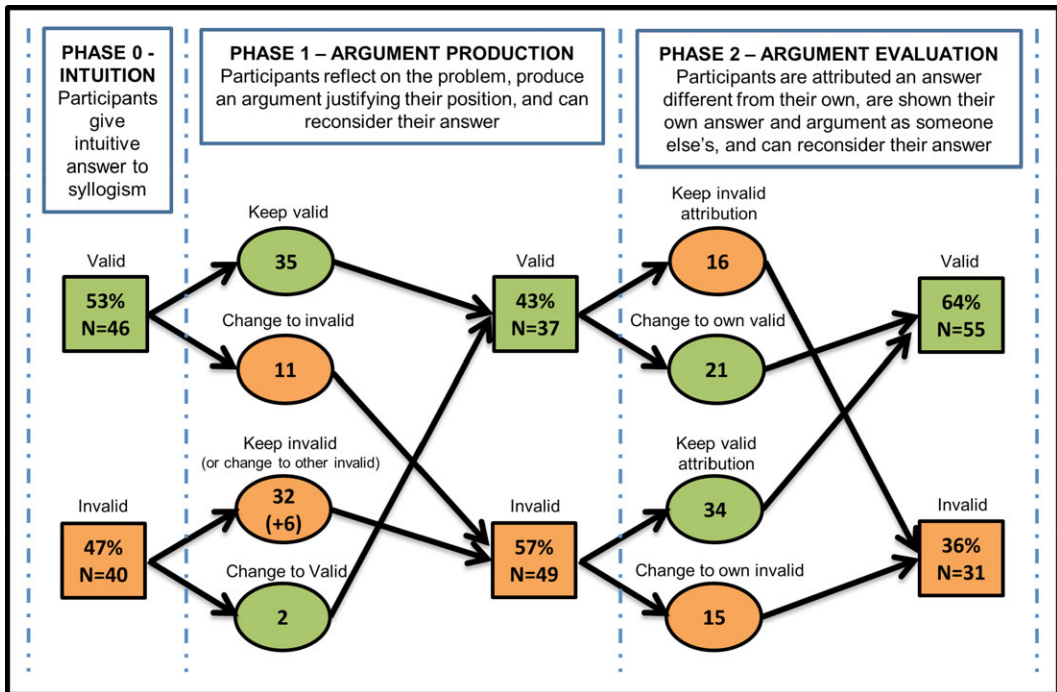 PHASE 0 -
INTUITION
Participants
give
intuitive
answer to
syllogism
PHASE 1 – ARGUMENT PRODUCTION
Participants reflect on the problem, produce
an argument justifying their position, and can
reconsider their answer
PHASE 2 – ARGUMENT EVALUATION
Participants are attributed an answer
different from their own, are shown their
own answer and argument as someone
else's, and can reconsider their answer
Valid
53%
N=46
Invalid
47%
N=40
Keep valid
35
Change to invalid
11
Keep invalid
(or change to other invalid)
32
(+6)
Change to Valid
2
Valid
43%
N=37
Invalid
57%
N=49
Keep invalid
attribution
16
Change to own valid
21
Keep valid
attribution
34
Change to own invalid
15
Valid
64%
N=55
Invalid
36%
N=31